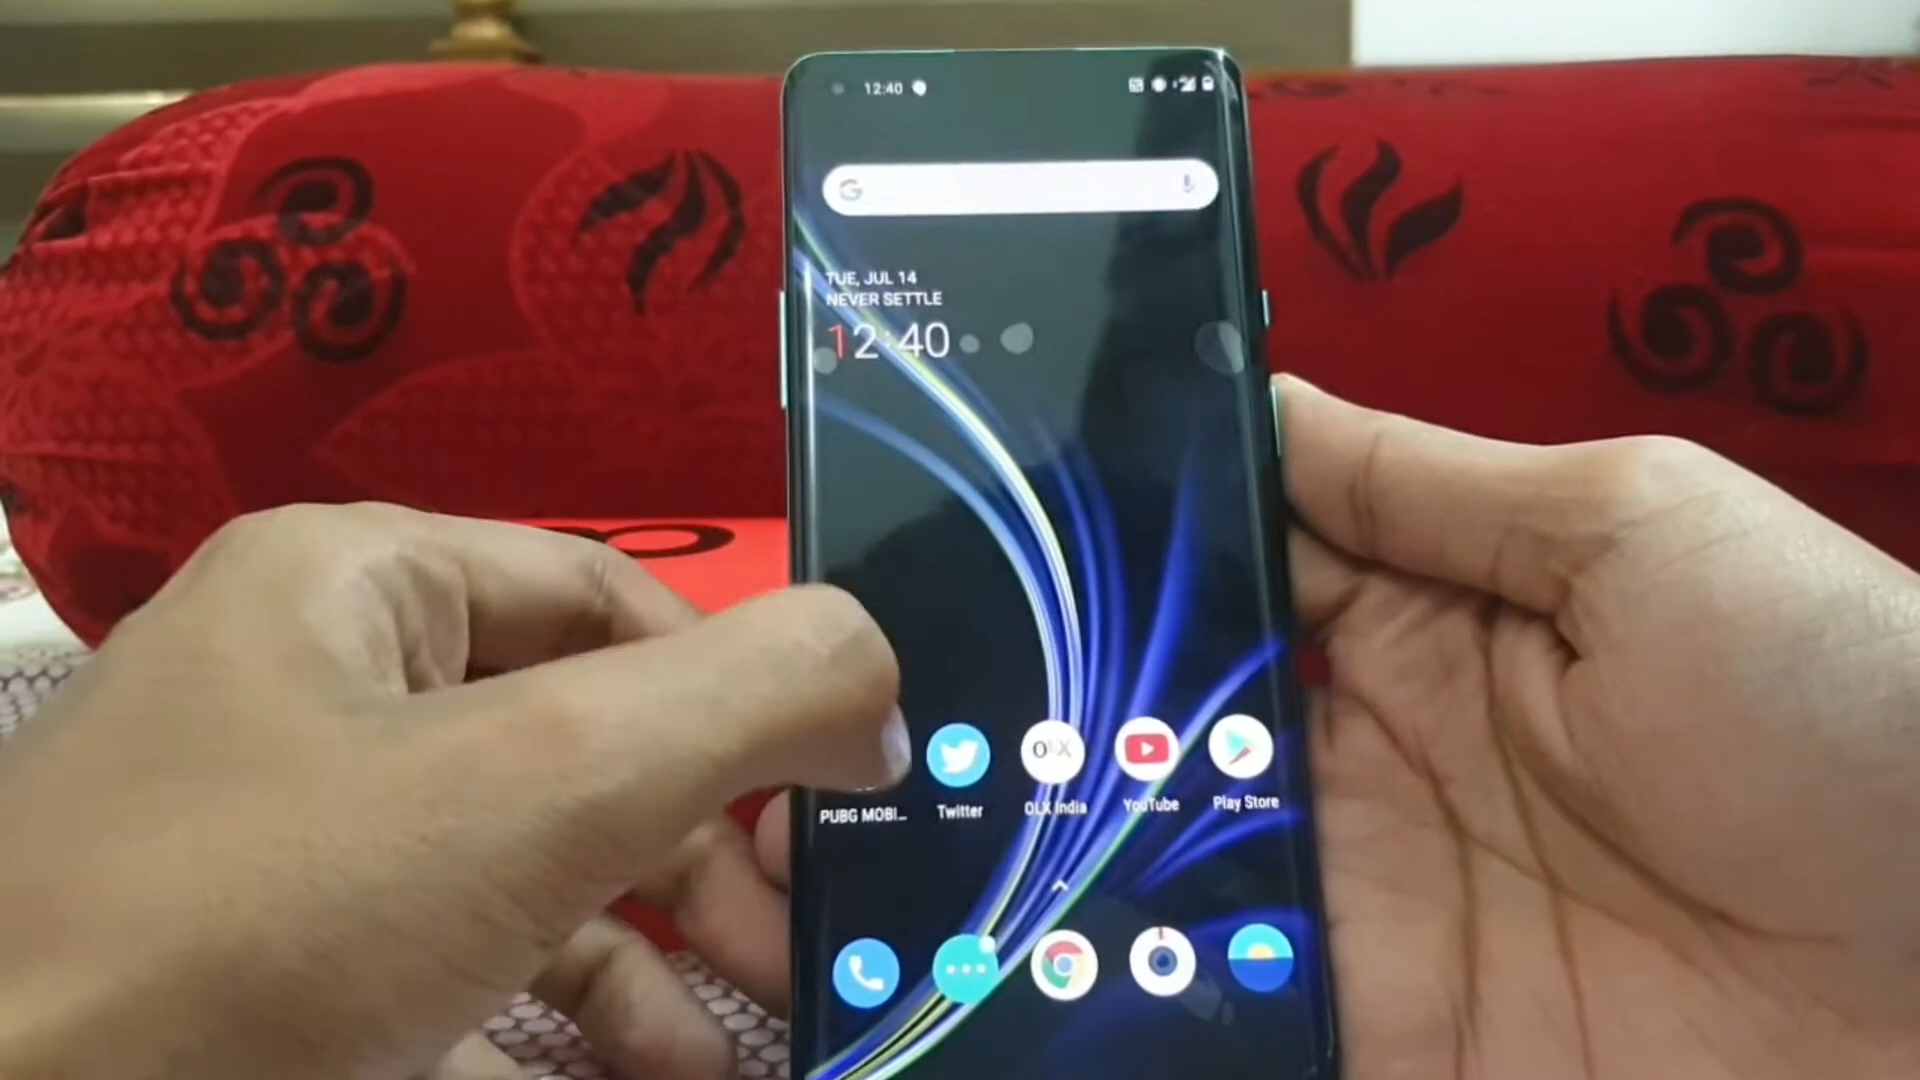 12:40
TUE, JUL 14
NEVER SETTLE
12:40
PUBG MOBI...
Twitter
OLX
OLX India
YouTube
Play Store